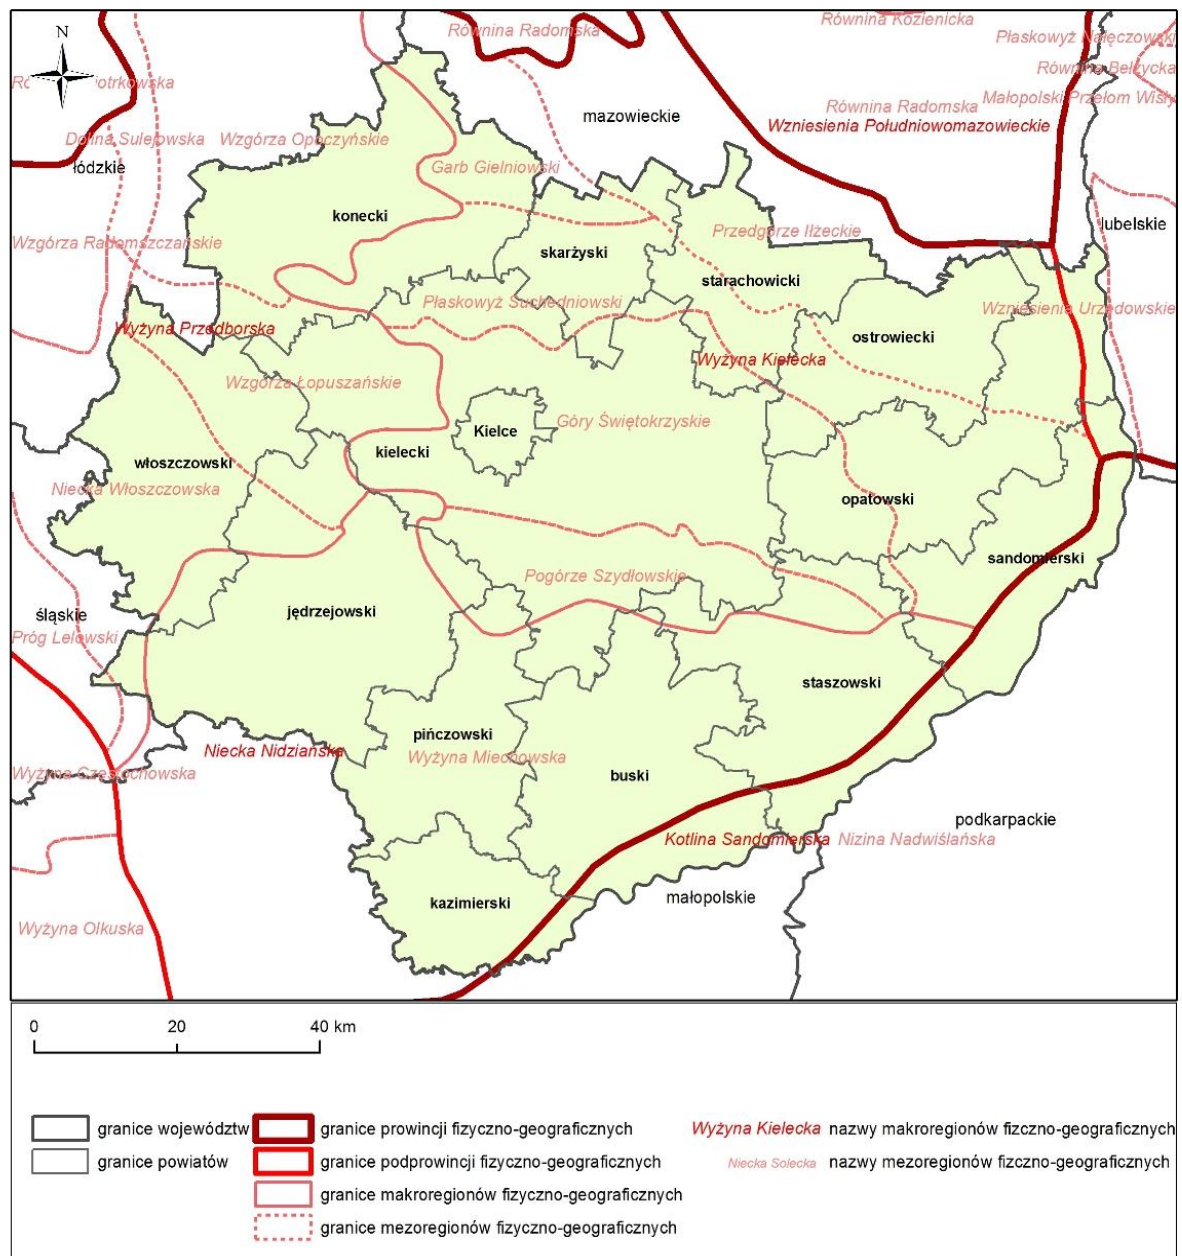 Równina Kozienicka
Równina Radomska
Płaskowyż Nałęczowski
N
Równina Bełżycka
Małopolski Przełom Wisły
Równina Radomska
mazowieckie
Wzniesienia Południowomazowieckie
Dolina Sulejowska
Wzgórza Opoczyńskie
łódzkie
Garb Gielniowski
konecki
lubelskie
Przedgórze Iłżeckie
Wzgórza Radomszczańskie
skarżyski
starachowicki
Płaskowyż Suchedniowski
Wzniesienia Urzędowskie
Wyżyna Przedborska
ostrowiecki
Wyżyna Kielecka
Wzgórza Łopuszańskie
Góry Świętokrzyskie
Kielce
kielecki
włoszczowski
Niecka Włoszczowska
opatowski
sandomierski
Pogórze Szydłowskie
jędrzejowski
śląskie
Próg Lelowski
staszowski
pińczowski
Niecka Nidziańska
Wyżyna Miechowska
Wyżyna Częstochowska
buski
podkarpackie
Kotlina Sandomierska
Nizina Nadwiślańska
małopolskie
kazimierski
Wyżyna Olkuska
0 20 40 km
granice województw
granice prowincji fizyczno-geograficznych
Wyżyna Kielecka nazwy makroregionów fizczno-geograficznych
granice powiatów
granice podprowincji fizyczno-geograficznych
Niecka Solecka nazwy mezoregionów fizczno-geograficznych
granice makroregionów fizyczno-geograficznych
granice mezoregionów fizyczno-geograficznych